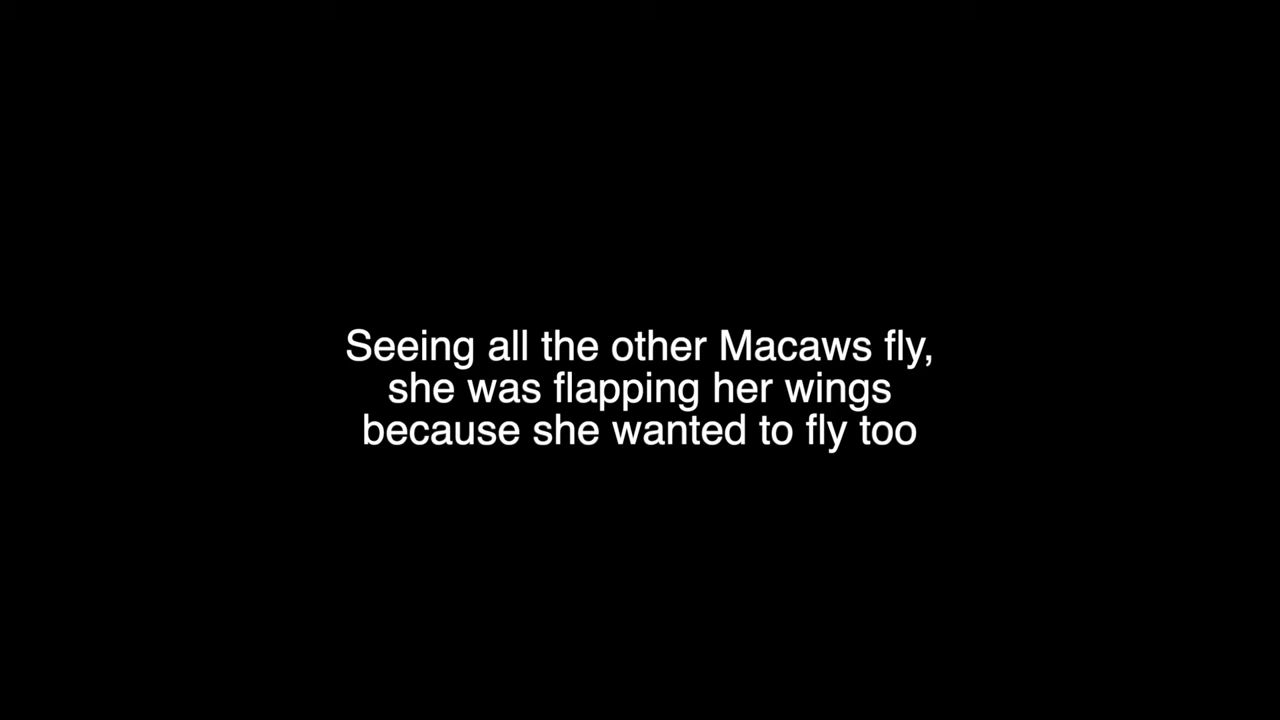 Seeing all the other Macaws fly,
she was flapping her wings
because she wanted to fly too